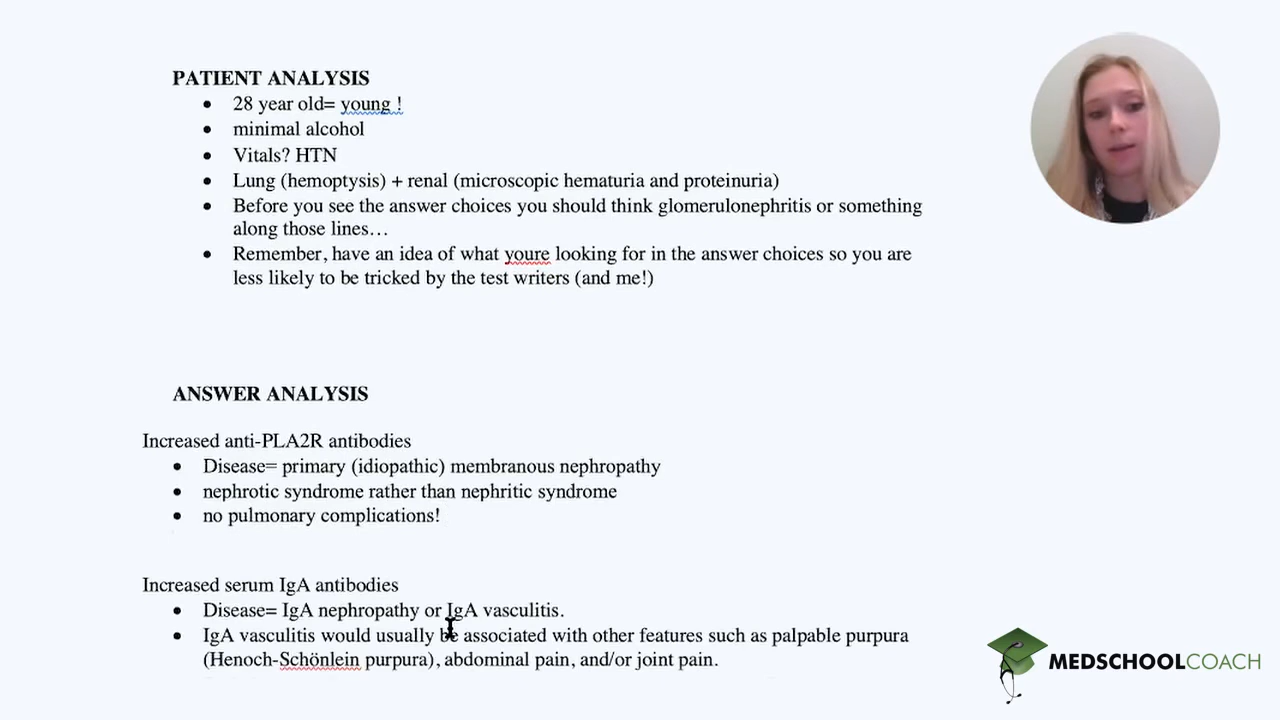 PATIENT ANALYSIS
• 28 year old= young !
• minimal alcohol
• Vitals? HTN
• Lung (hemoptysis) + renal (microscopic hematuria and proteinuria)
• Before you see the answer choices you should think glomerulonephritis or something
along those lines…
• Remember, have an idea of what youre looking for in the answer choices so you are
less likely to be tricked by the test writers (and me!)
ANSWER ANALYSIS
Increased anti-PLA2R antibodies
• Disease= primary (idiopathic) membranous nephropathy
• nephrotic syndrome rather than nephritic syndrome
• no pulmonary complications!
Increased serum IgA antibodies
• Disease= IgA nephropathy or IgA vasculitis.
• IgA vasculitis would usually be associated with other features such as palpable purpura
(Henoch-Schönlein purpura), abdominal pain, and/or joint pain.
MEDSCHOOLCOACH